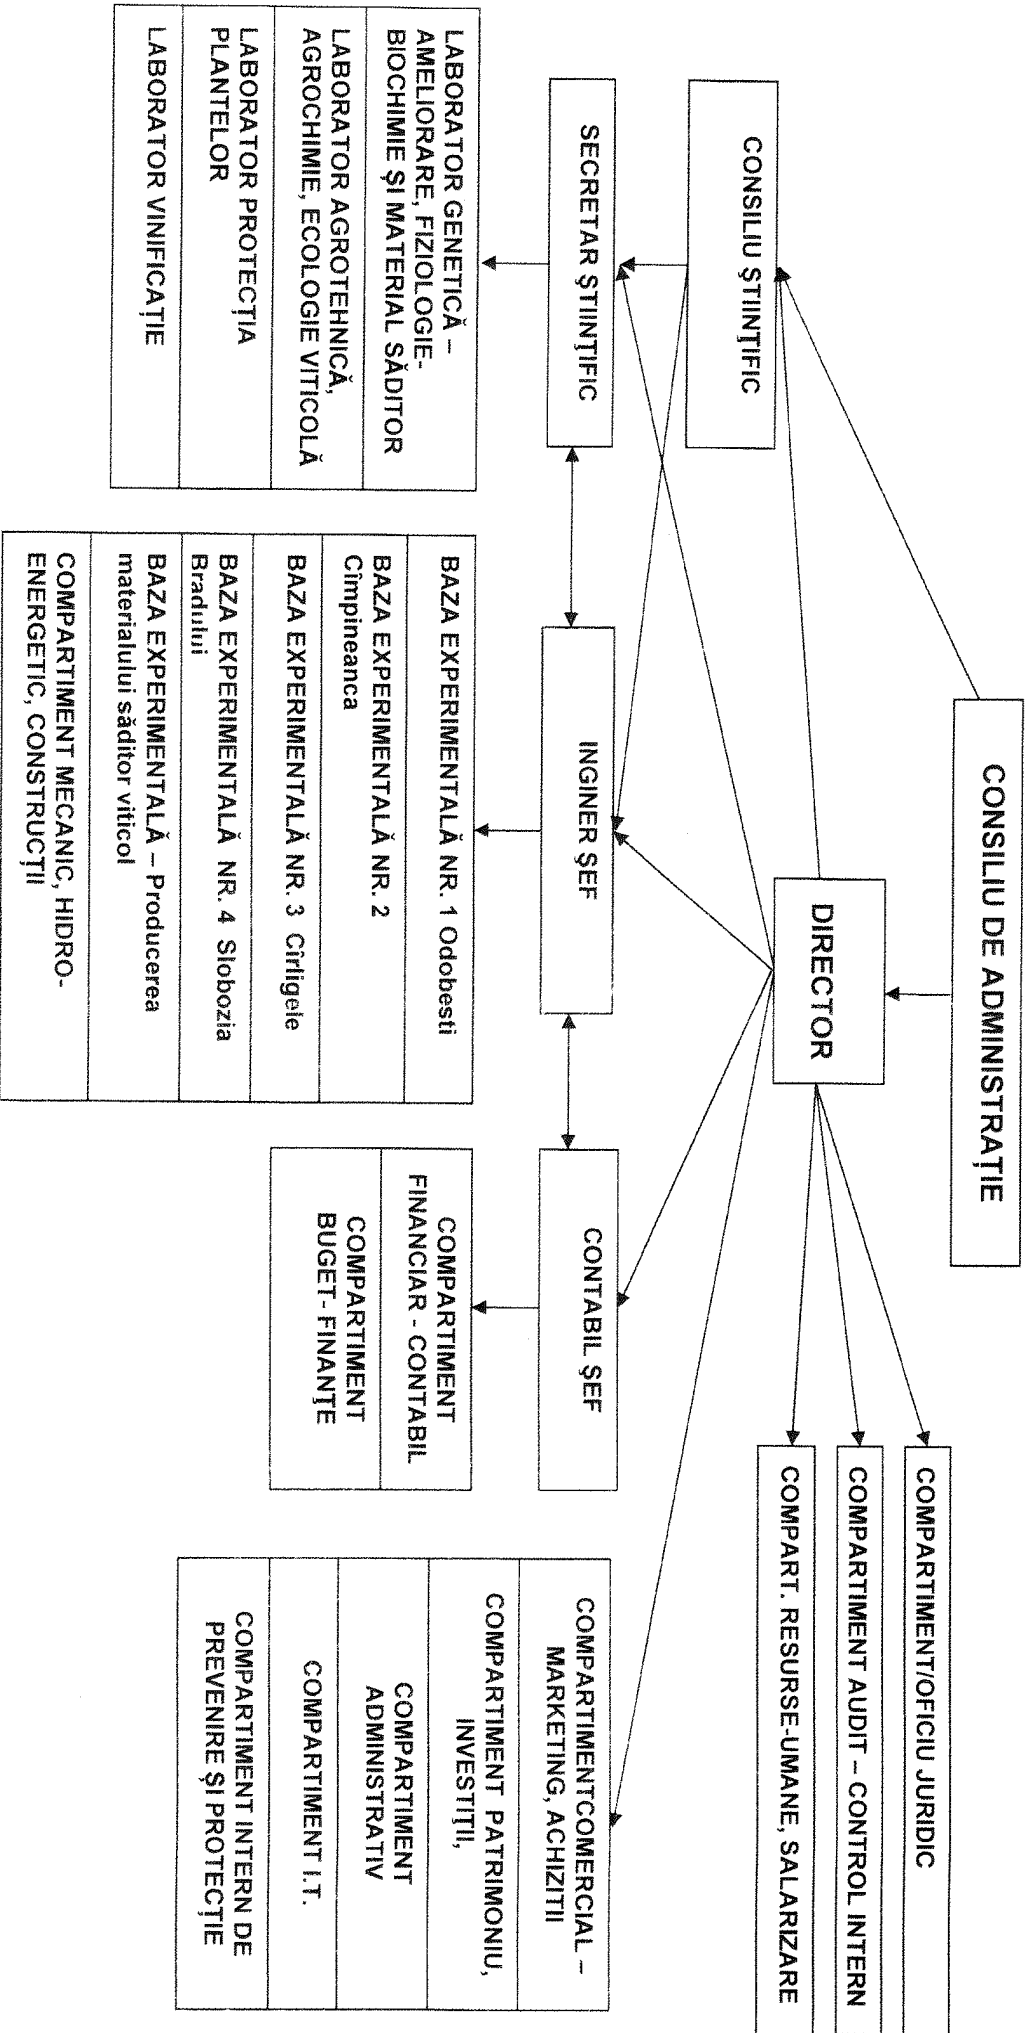 CONSILIU DE ADMINISTRAȚIE
DIRECTOR
COMPARTIMENT/OFICIU JURIDIC
COMPARTIMENT AUDIT – CONTROL INTERN
COMPART. RESURSE-UMANE, SALARIZARE
CONSILIU ȘTIINȚIFIC
SECRETAR ȘTIINȚIFIC
INGINER ȘEF
CONTABIL ȘEF
LABORATOR GENETICĂ –
AMELIORARE, FIZIOLOGIE-
BIOCHIMIE ȘI MATERIAL SĂDITOR
LABORATOR AGROTEHNICĂ,
AGROCHIMIE, ECOLOGIE VITICOLĂ
LABORATOR PROTECȚIA
PLANTELOR
LABORATOR VINIFICAȚIE
BAZA EXPERIMENTALĂ NR. 1 Odobesti
BAZA EXPERIMENTALĂ NR. 2
Cîmpineanca
BAZA EXPERIMENTALĂ NR. 3 Cîrligele
BAZA EXPERIMENTALĂ NR. 4 Slobozia
Bradului
BAZA EXPERIMENTALĂ – Producerea
materialului săditor viticol
COMPARTIMENT MECANIC, HIDRO-
ENERGETIC, CONSTRUCȚII
COMPARTIMENT
FINANCIAR - CONTABIL
COMPARTIMENT
BUGET- FINANȚE
COMPARTIMENTCOMERCIAL –
MARKETING, ACHIZITII
COMPARTIMENT PATRIMONIU,
INVESTIȚII,
COMPARTIMENT
ADMINISTRATIV
COMPARTIMENT I.T.
COMPARTIMENT INTERN DE
PREVENIRE ȘI PROTECȚIE